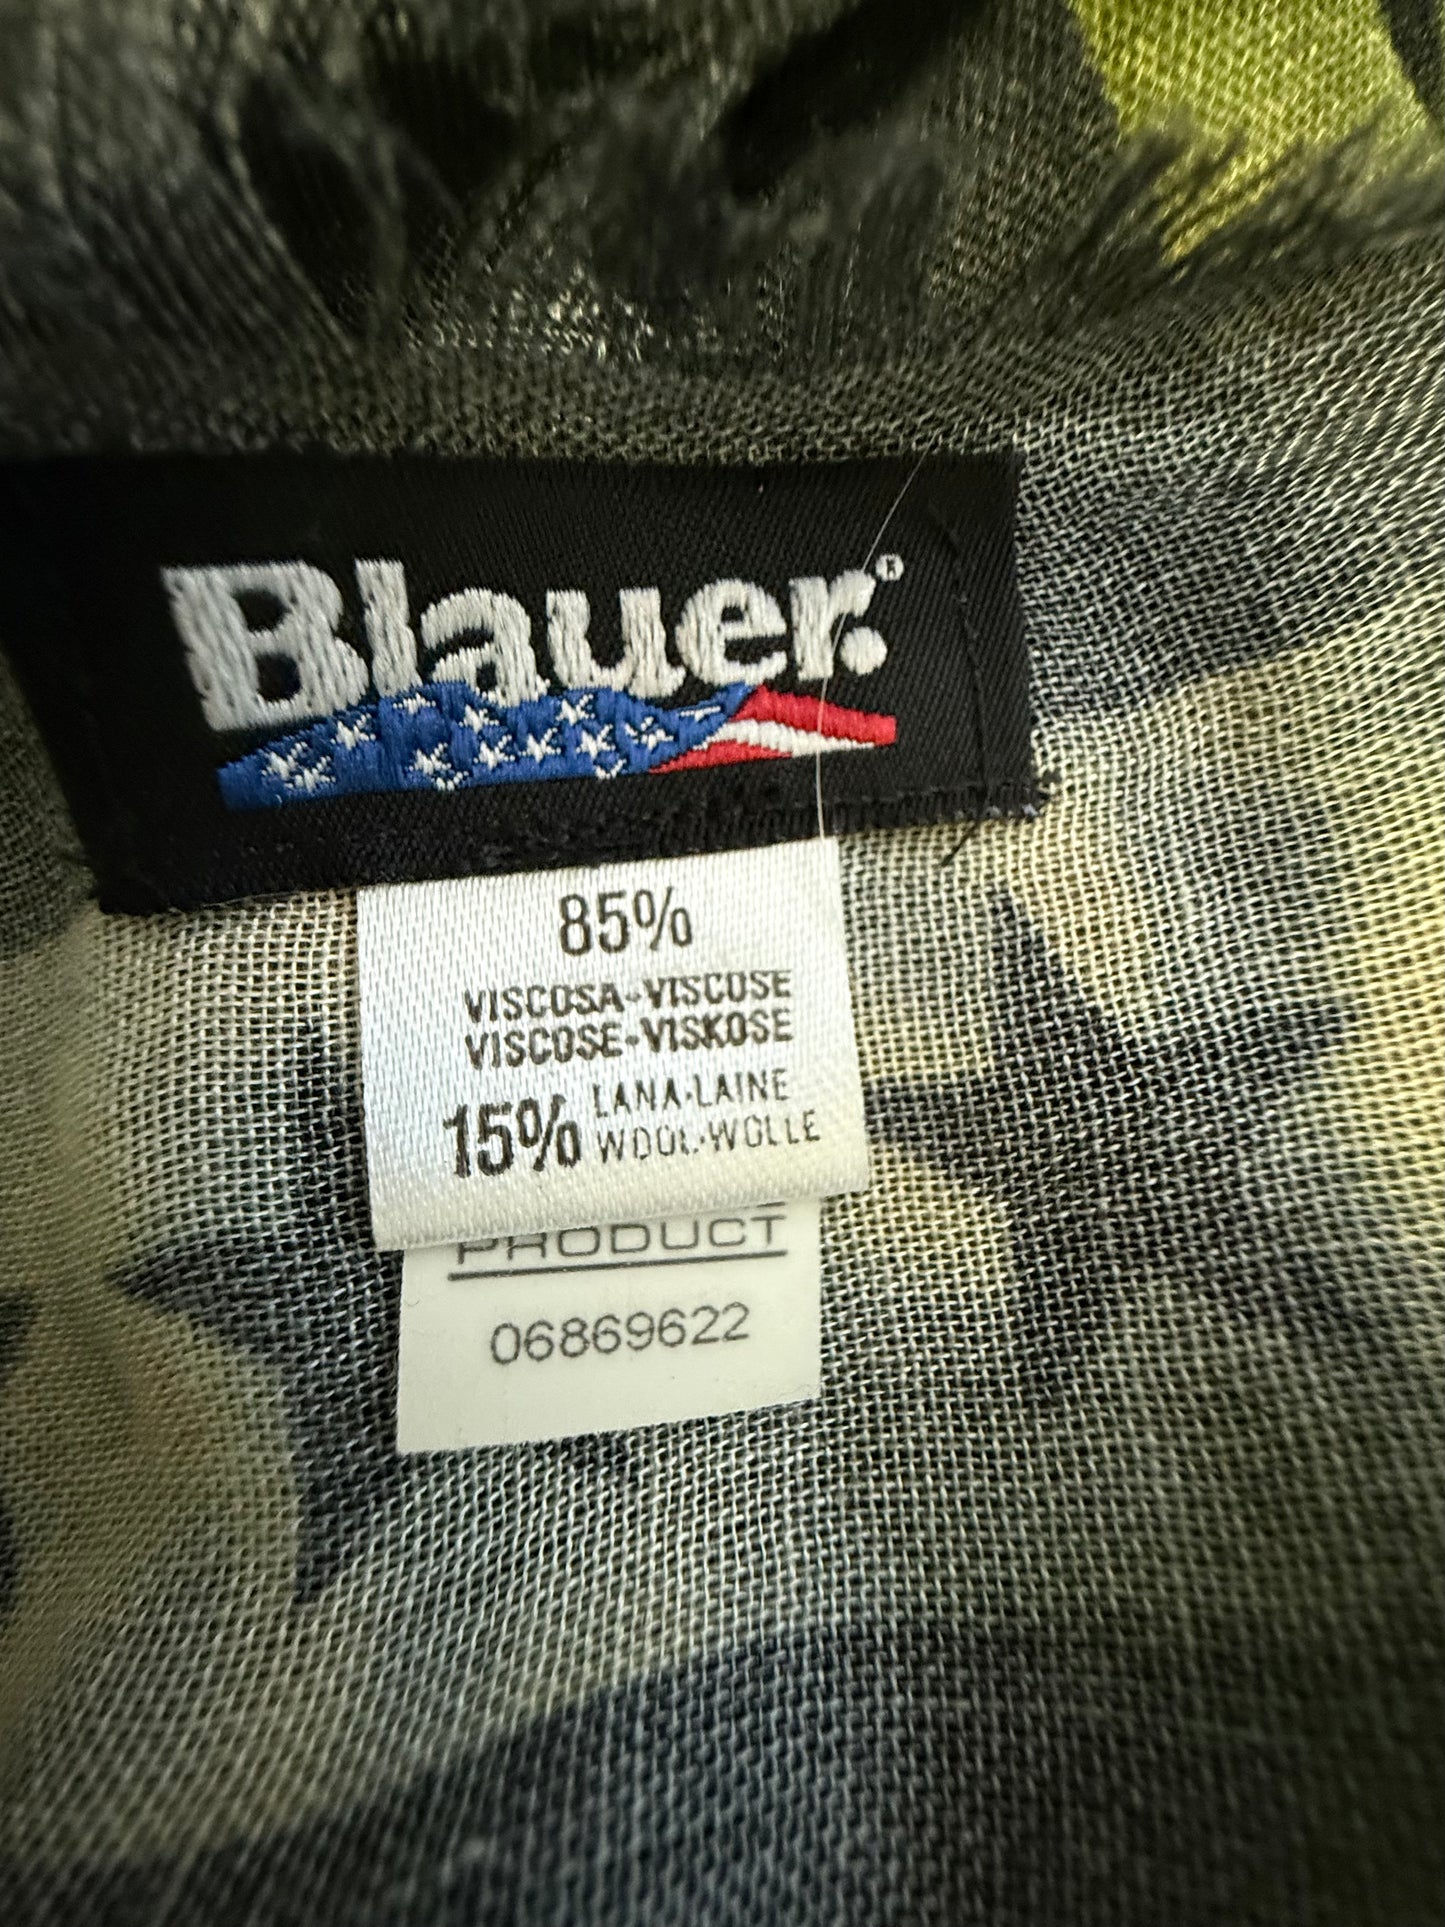 Blauer.®
85%
VISCOSA-VISCOSE
VISCOSE-VISKOSE
15% LANA-LAINE
WOOL-WOLLE
PRODUCT
06869622